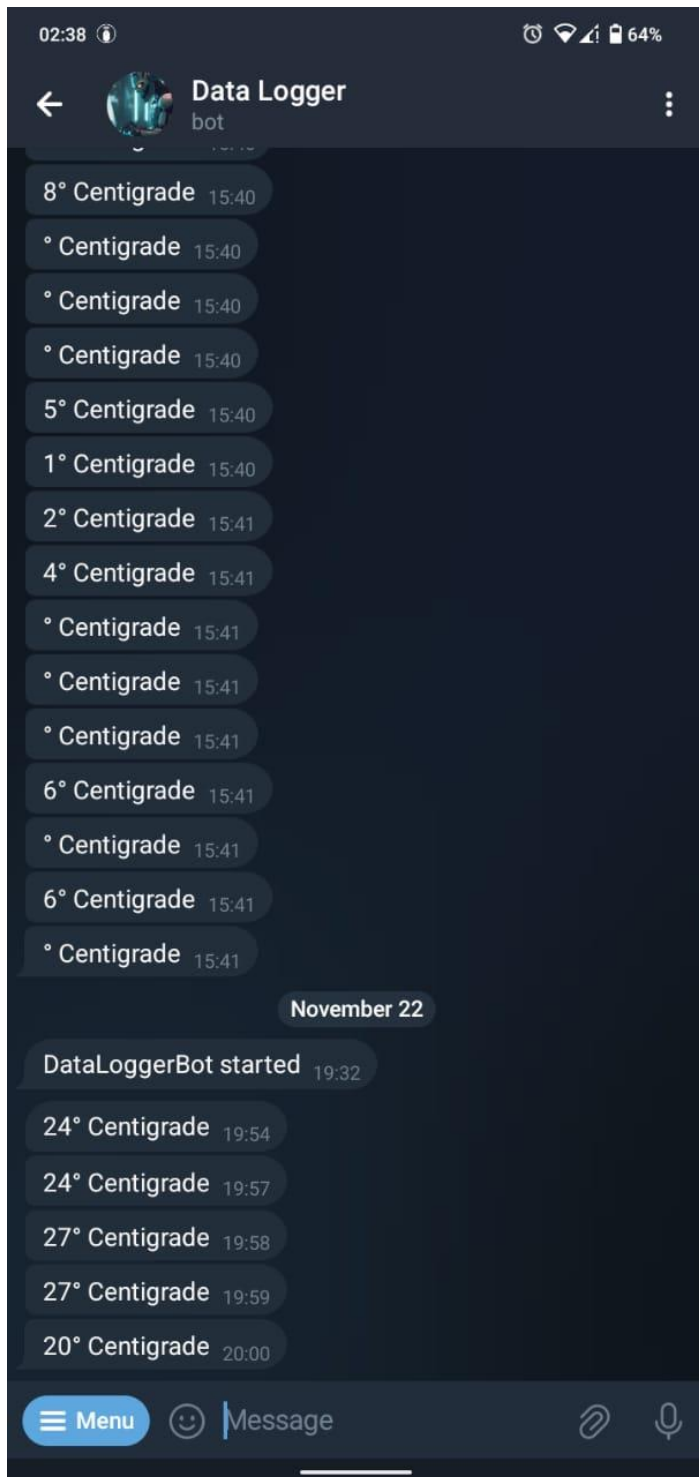 02:38
64%
Data Logger
bot
8° Centigrade 15:40
° Centigrade 15:40
° Centigrade 15:40
° Centigrade 15:40
5° Centigrade 15:40
1° Centigrade 15:40
2° Centigrade 15:41
4° Centigrade 15:41
° Centigrade 15:41
° Centigrade 15:41
° Centigrade 15:41
6° Centigrade 15:41
° Centigrade 15:41
6° Centigrade 15:41
° Centigrade 15:41
November 22
DataLoggerBot started 19:32
24° Centigrade 19:54
24° Centigrade 19:57
27° Centigrade 19:58
27° Centigrade 19:59
20° Centigrade 20:00
Menu
Message